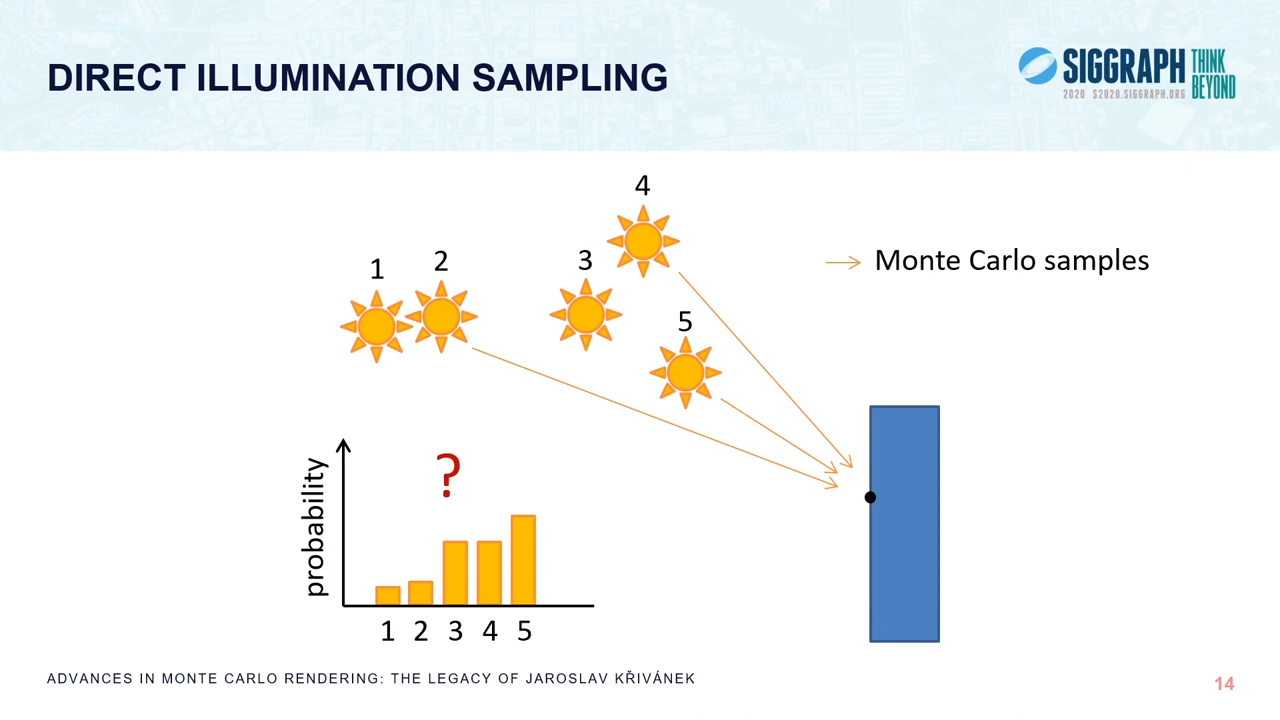 DIRECT ILLUMINATION SAMPLING
SIGGRAPH
THINK
BEYOND
2020 S2020.SIGGRAPH.ORG
4
1
2
3
5
Monte Carlo samples
probability
?
1 2 3 4 5
ADVANCES IN MONTE CARLO RENDERING: THE LEGACY OF JAROSLAV KŘIVÁNEK
14